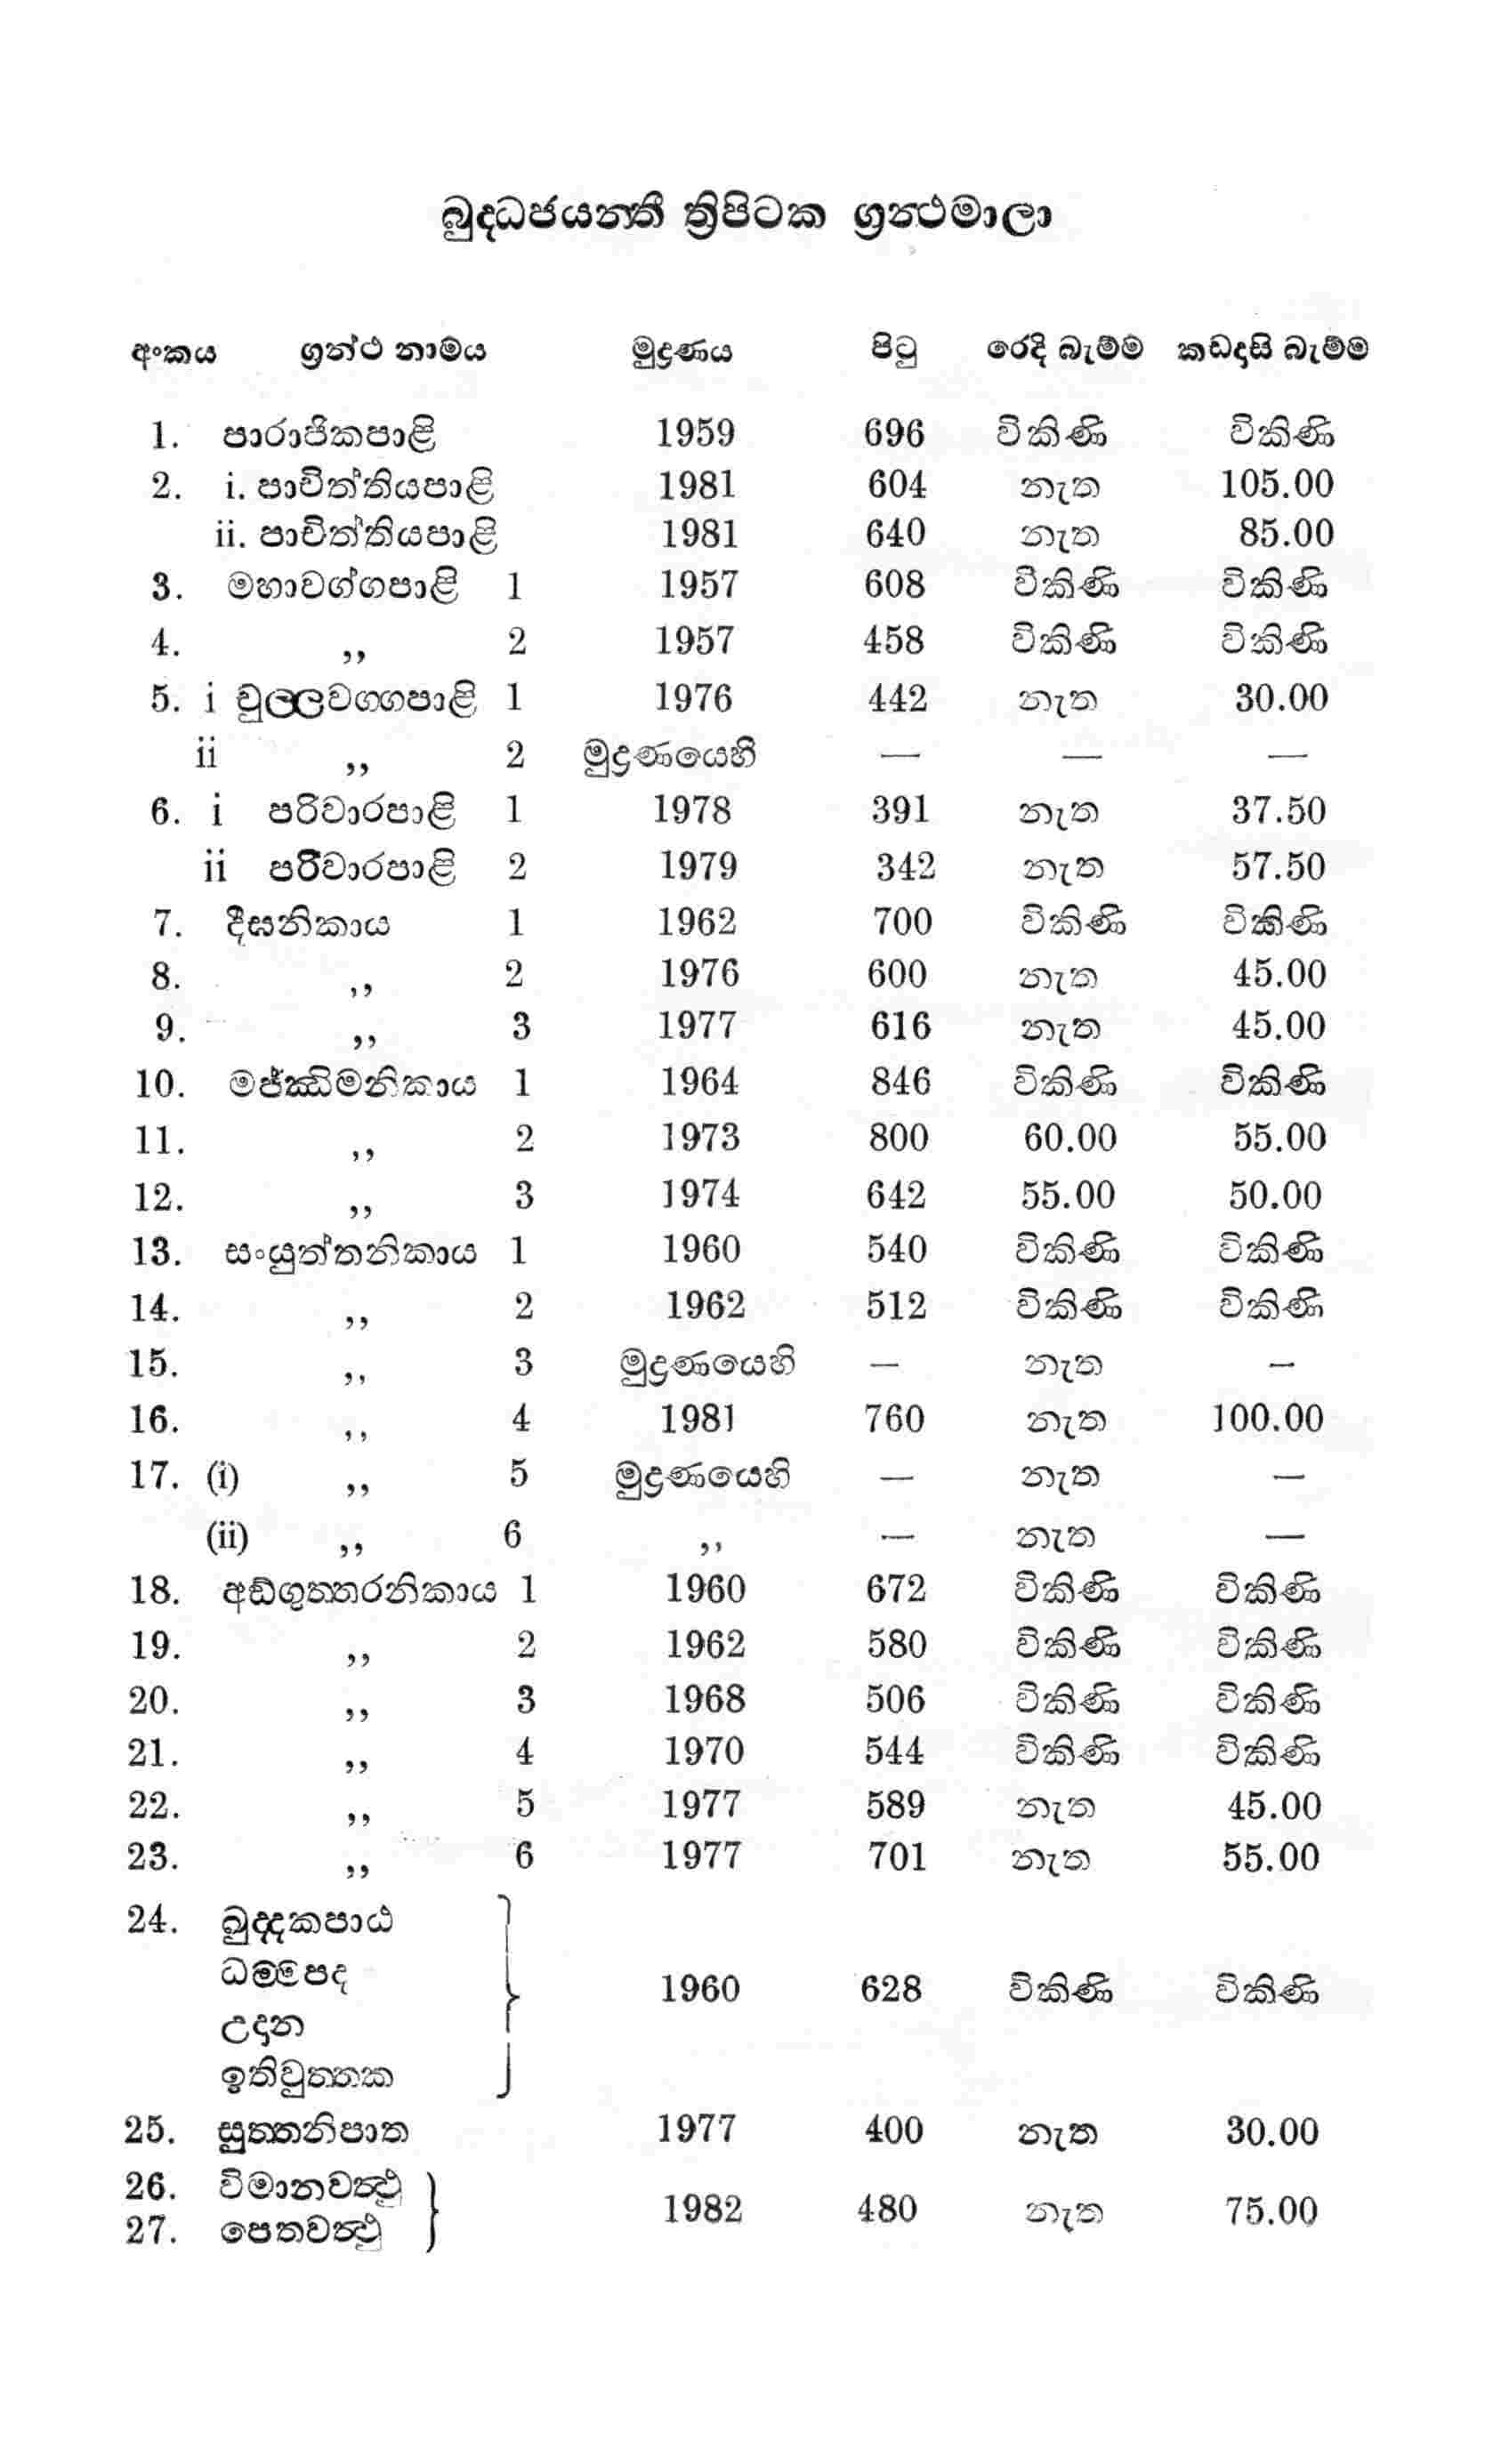 බුද්ධජයන්තී ත්‍රිපිටක ග්‍රන්ථමාලා
අංකය ග්‍රන්ථ නාමය මුද්‍රණය පිටු රෙදි බැම්ම කඩදාසි බැම්ම
1. පාරාජිකපාළි 1959 696 විකිණි විකිණි
2. i. පාචිත්තියපාළි 1981 604 නැත 105.00
ii. පාචිත්තියපාළි 1981 640 නැත 85.00
3. මහාවග්ගපාළි 1 1957 608 විකිණි විකිණි
4. ,, 2 1957 458 විකිණි විකිණි
5. i චුල්ලවග්ගපාළි 1 1976 442 නැත 30.00
ii ,, 2 මුද්‍රණයෙහි — — —
6. i පරිවාරපාළි 1 1978 391 නැත 37.50
ii පරිවාරපාළි 2 1979 342 නැත 57.50
7. දීඝනිකාය 1 1962 700 විකිණි විකිණි
8. ,, 2 1976 600 නැත 45.00
9. ,, 3 1977 616 නැත 45.00
10. මජ්ඣිමනිකාය 1 1964 846 විකිණි විකිණි
11. ,, 2 1973 800 60.00 55.00
12. ,, 3 1974 642 55.00 50.00
13. සංයුත්තනිකාය 1 1960 540 විකිණි විකිණි
14. ,, 2 1962 512 විකිණි විකිණි
15. ,, 3 මුද්‍රණයෙහි — නැත –
16. ,, 4 1981 760 නැත 100.00
17. (i) ,, 5 මුද්‍රණයෙහි — නැත —
(ii) ,, 6 ,, — නැත —
18. අඞ්ගුත්තරනිකාය 1 1960 672 විකිණි විකිණි
19. ,, 2 1962 580 විකිණි විකිණි
20. ,, 3 1968 506 විකිණි විකිණි
21. ,, 4 1970 544 විකිණි විකිණි
22. ,, 5 1977 589 නැත 45.00
23. ,, 6 1977 701 නැත 55.00
24. ඛුද්දකපාඨ
ධම්මපද
1960 628 විකිණි විකිණි
උදාන
ඉතිවුත්තක
25. සුත්තනිපාත 1977 400 නැත 30.00
26. විමානවත්ථු
1982 480 නැත 75.00
27. පෙතවත්ථු